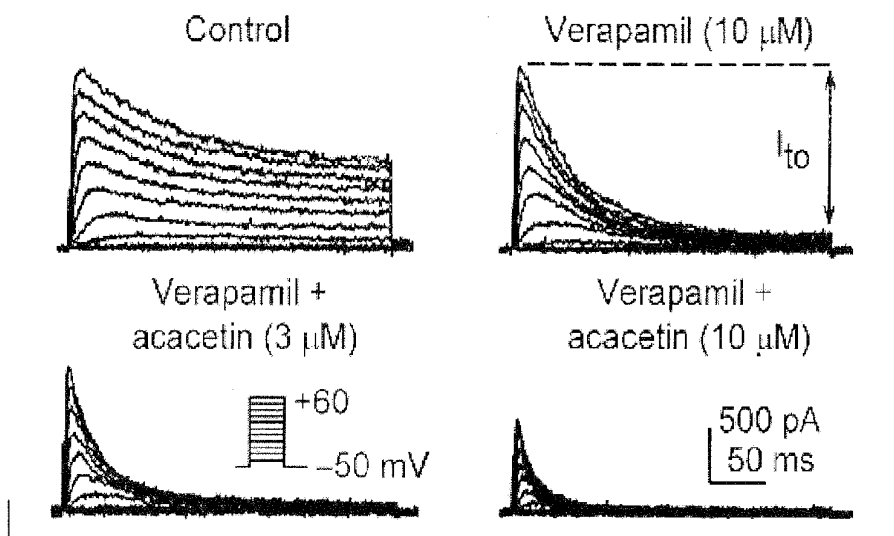 Control
Verapamil (10 μM)
I to
Verapamil +
acacetin (3 μM)
+60
−50 mV
Verapamil +
acacetin (10 μM)
500 pA
50 ms